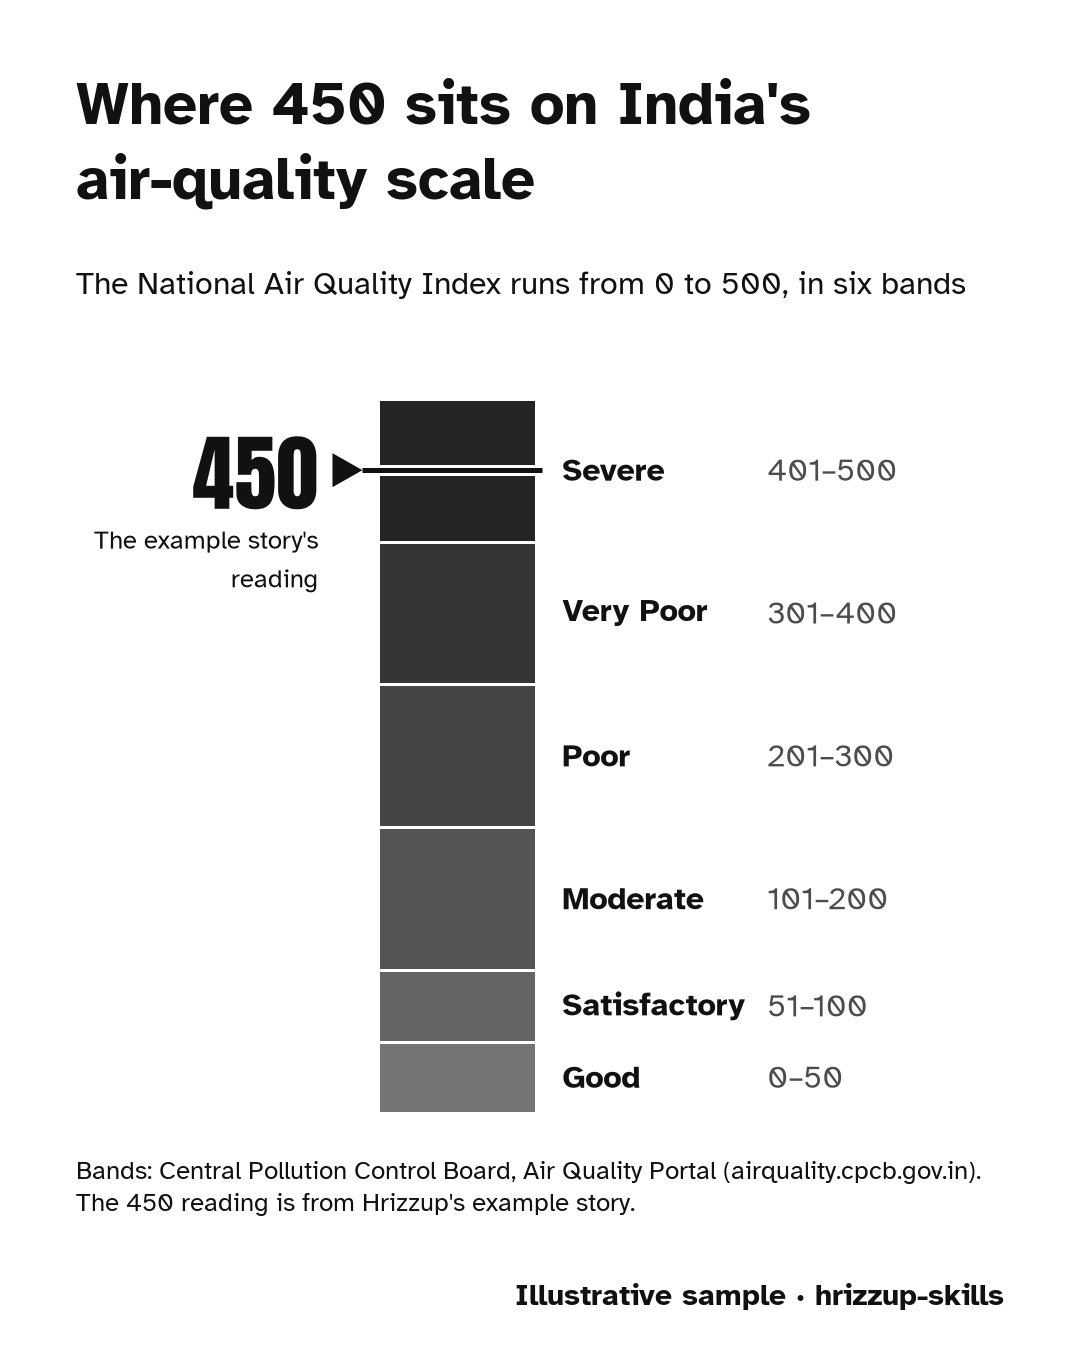 Where 450 sits on India's
air-quality scale
The National Air Quality Index runs from 0 to 500, in six bands
450
The example story's
reading
Severe 401–500
Very Poor 301–400
Poor 201–300
Moderate 101–200
Satisfactory 51–100
Good 0–50
Bands: Central Pollution Control Board, Air Quality Portal (airquality.cpcb.gov.in).
The 450 reading is from Hrizzup's example story.
Illustrative sample · hrizzup-skills